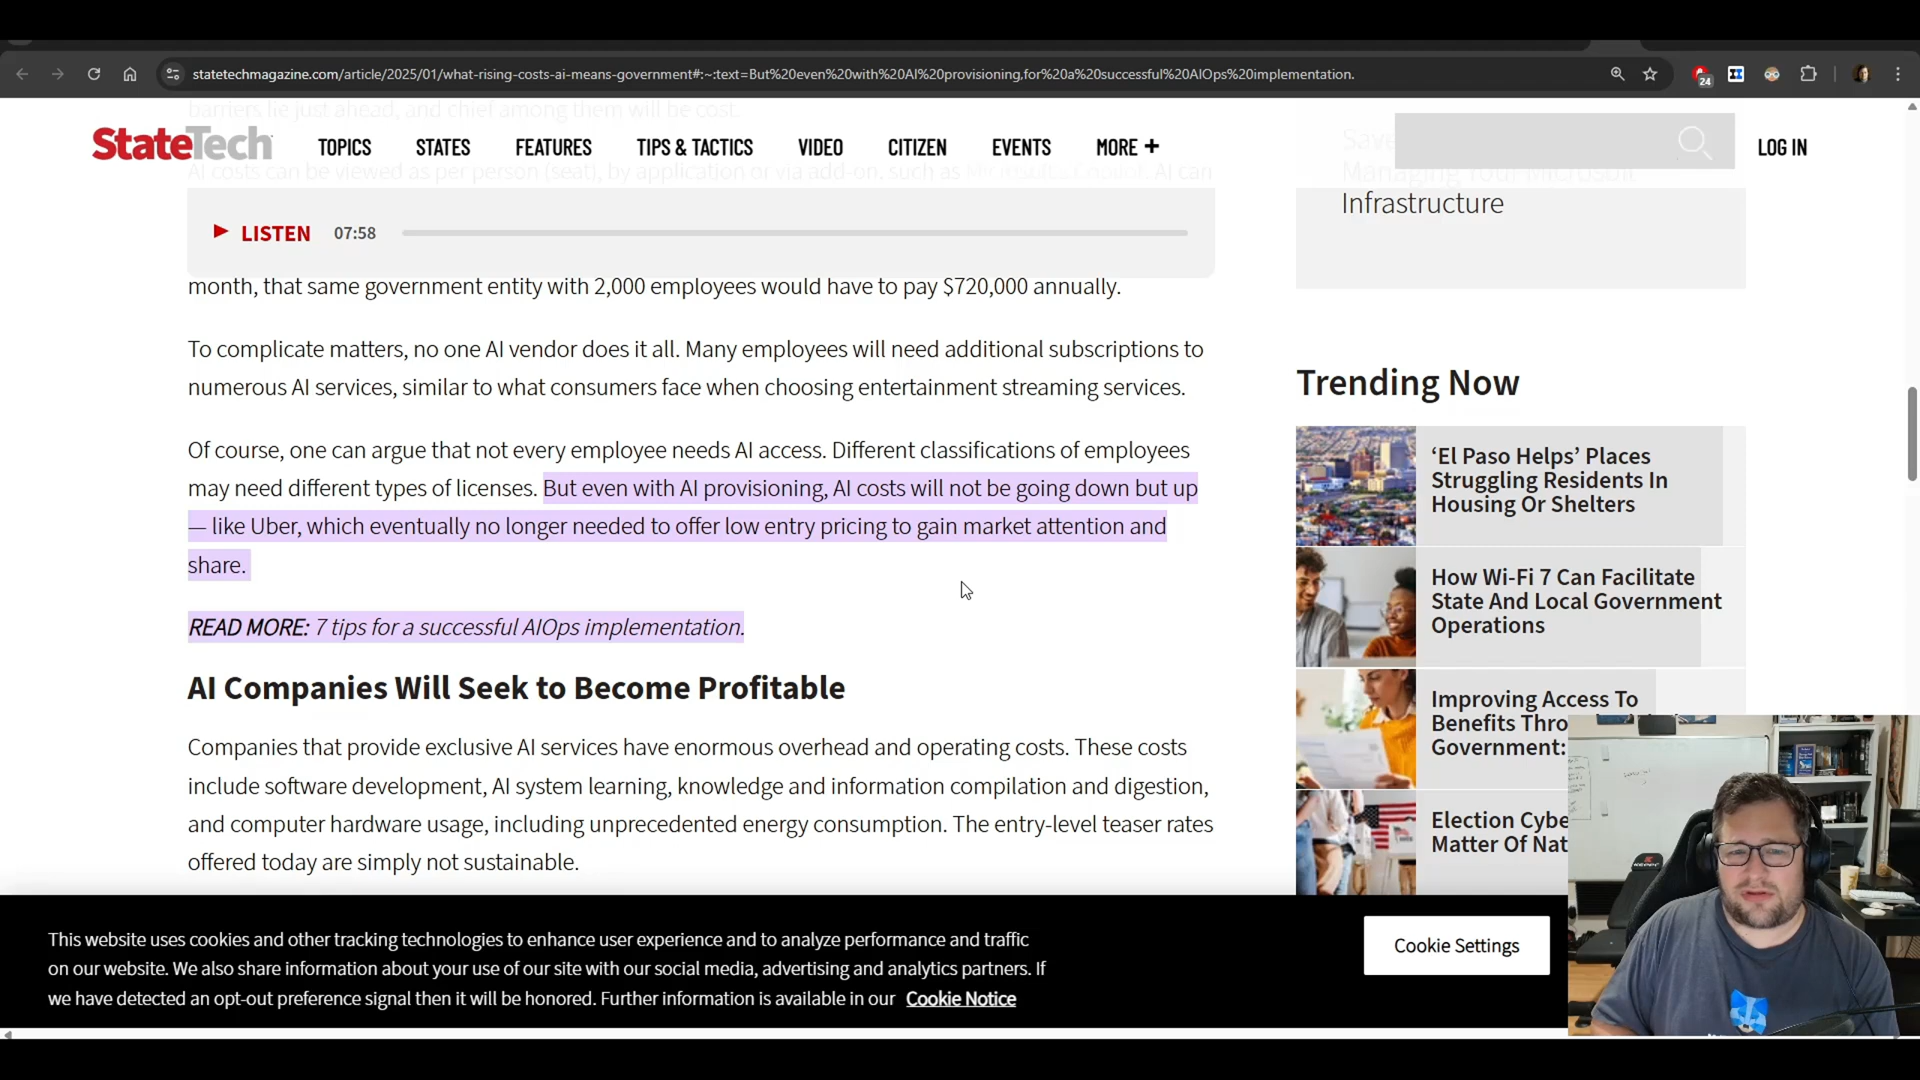 statetechmagazine.com/article/2025/01/what-rising-costs-ai-means-government#:~:text=But%20even%20with%20AI%20provisioning,for%20a%20successful%20AIOps%20implementation.
24
barriers lie just ahead, and chief among them will be cost.
StateTech
TOPICS
STATES
FEATURES
TIPS & TACTICS
VIDEO
CITIZEN
EVENTS
MORE +
LOG IN
AI costs can be viewed as per person (seat), by application or via add-on, such as Microsoft's Copilot. AI can
LISTEN 07:58
month, that same government entity with 2,000 employees would have to pay $720,000 annually.
To complicate matters, no one AI vendor does it all. Many employees will need additional subscriptions to
numerous AI services, similar to what consumers face when choosing entertainment streaming services.
Of course, one can argue that not every employee needs AI access. Different classifications of employees
may need different types of licenses. But even with AI provisioning, AI costs will not be going down but up
— like Uber, which eventually no longer needed to offer low entry pricing to gain market attention and
share.
READ MORE: 7 tips for a successful AIOps implementation.
AI Companies Will Seek to Become Profitable
Companies that provide exclusive AI services have enormous overhead and operating costs. These costs
include software development, AI system learning, knowledge and information compilation and digestion,
and computer hardware usage, including unprecedented energy consumption. The entry-level teaser rates
offered today are simply not sustainable.
Save
Managing Your Microsoft
Infrastructure
Trending Now
‘El Paso Helps’ Places
Struggling Residents In
Housing Or Shelters
How Wi-Fi 7 Can Facilitate
State And Local Government
Operations
Improving Access To
Benefits Thro
Government:
Election Cybe
Matter Of Nat
This website uses cookies and other tracking technologies to enhance user experience and to analyze performance and traffic
on our website. We also share information about your use of our site with our social media, advertising and analytics partners. If
we have detected an opt-out preference signal then it will be honored. Further information is available in our Cookie Notice
Cookie Settings